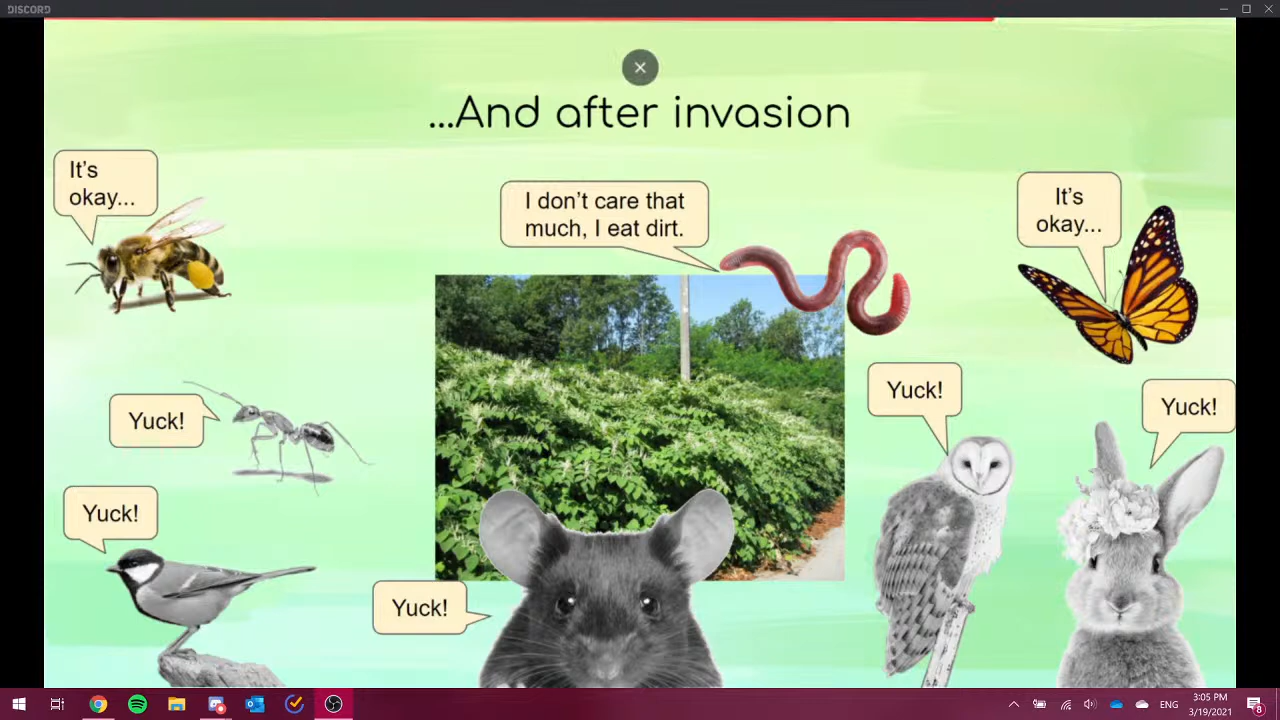 DISCORD
...And after invasion
It's
okay...
I don't care that
much, I eat dirt.
It's
okay...
Yuck!
Yuck!
Yuck!
Yuck!
Yuck!
ENG
3:05 PM
3/19/2021
8